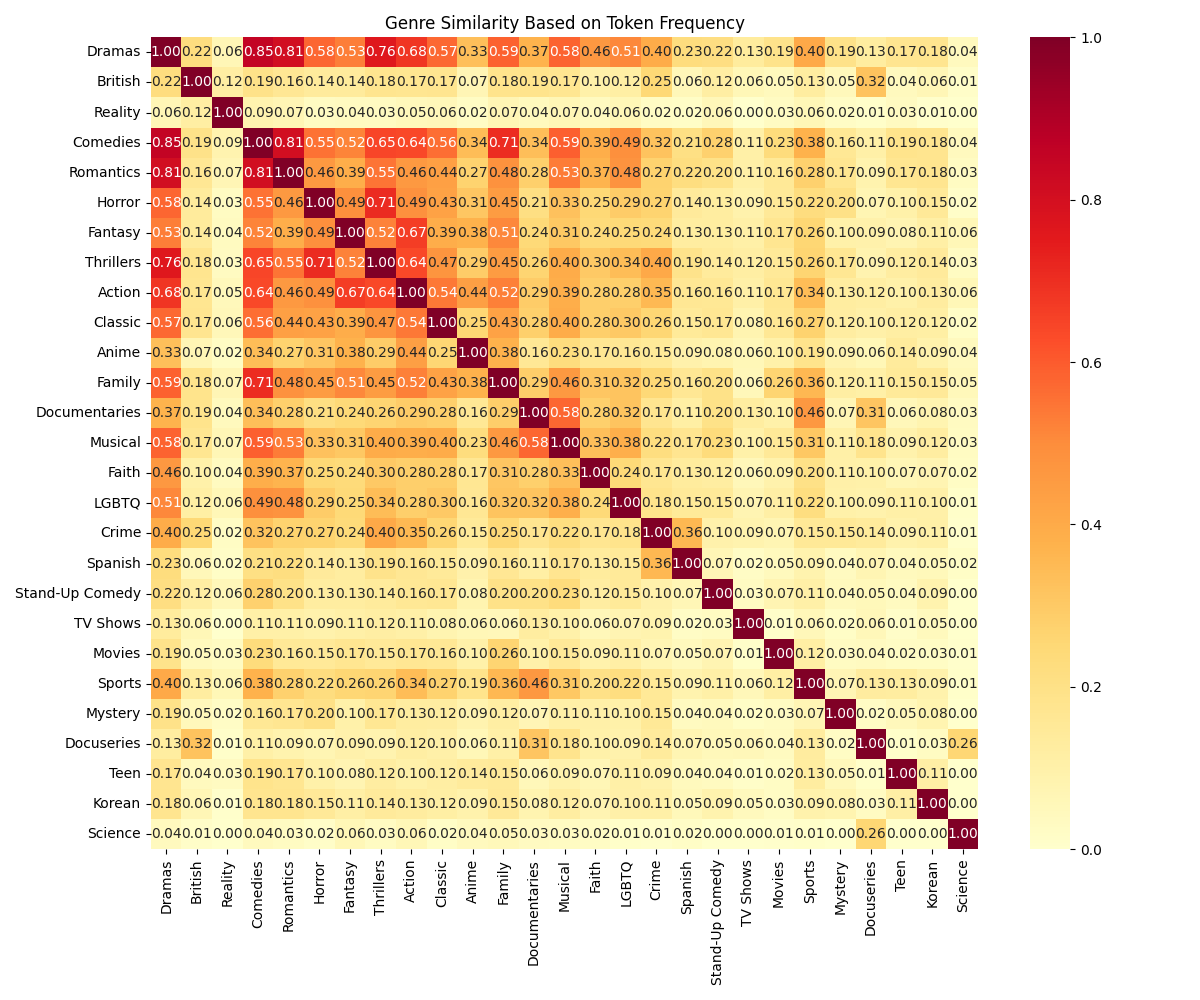 Genre Similarity Based on Token Frequency
Dramas 1.00 0.22 0.06 0.85 0.81 0.58 0.53 0.76 0.68 0.57 0.33 0.59 0.37 0.58 0.46 0.51 0.40 0.23 0.22 0.13 0.19 0.40 0.19 0.13 0.17 0.18 0.04
British 0.22 1.00 0.12 0.19 0.16 0.14 0.14 0.18 0.17 0.17 0.07 0.18 0.19 0.17 0.10 0.12 0.25 0.06 0.12 0.06 0.05 0.13 0.05 0.32 0.04 0.06 0.01
Reality 0.06 0.12 1.00 0.09 0.07 0.03 0.04 0.03 0.05 0.06 0.02 0.07 0.04 0.07 0.04 0.06 0.02 0.02 0.06 0.00 0.03 0.06 0.02 0.01 0.03 0.01 0.00
Comedies 0.85 0.19 0.09 1.00 0.81 0.55 0.52 0.65 0.64 0.56 0.34 0.71 0.34 0.59 0.39 0.49 0.32 0.21 0.28 0.11 0.23 0.38 0.16 0.11 0.19 0.18 0.04
Romantics 0.81 0.16 0.07 0.81 1.00 0.46 0.39 0.55 0.46 0.44 0.27 0.48 0.28 0.53 0.37 0.48 0.27 0.22 0.20 0.11 0.16 0.28 0.17 0.09 0.17 0.18 0.03
Horror 0.58 0.14 0.03 0.55 0.46 1.00 0.49 0.71 0.49 0.43 0.31 0.45 0.21 0.33 0.25 0.29 0.27 0.14 0.13 0.09 0.15 0.22 0.20 0.07 0.10 0.15 0.02
Fantasy 0.53 0.14 0.04 0.52 0.39 0.49 1.00 0.52 0.67 0.39 0.38 0.51 0.24 0.31 0.24 0.25 0.24 0.13 0.13 0.11 0.17 0.26 0.10 0.09 0.08 0.11 0.06
Thrillers 0.76 0.18 0.03 0.65 0.55 0.71 0.52 1.00 0.64 0.47 0.29 0.45 0.26 0.40 0.30 0.34 0.40 0.19 0.14 0.12 0.15 0.26 0.17 0.09 0.12 0.14 0.03
Action 0.68 0.17 0.05 0.64 0.46 0.49 0.67 0.64 1.00 0.54 0.44 0.52 0.29 0.39 0.28 0.28 0.35 0.16 0.16 0.11 0.17 0.34 0.13 0.12 0.10 0.13 0.06
Classic 0.57 0.17 0.06 0.56 0.44 0.43 0.39 0.47 0.54 1.00 0.25 0.43 0.28 0.40 0.28 0.30 0.26 0.15 0.17 0.08 0.16 0.27 0.12 0.10 0.12 0.12 0.02
Anime 0.33 0.07 0.02 0.34 0.27 0.31 0.38 0.29 0.44 0.25 1.00 0.38 0.16 0.23 0.17 0.16 0.15 0.09 0.08 0.06 0.10 0.19 0.09 0.06 0.14 0.09 0.04
Family 0.59 0.18 0.07 0.71 0.48 0.45 0.51 0.45 0.52 0.43 0.38 1.00 0.29 0.46 0.31 0.32 0.25 0.16 0.20 0.06 0.26 0.36 0.12 0.11 0.15 0.15 0.05
Documentaries 0.37 0.19 0.04 0.34 0.28 0.21 0.24 0.26 0.29 0.28 0.16 0.29 1.00 0.58 0.28 0.32 0.17 0.11 0.20 0.13 0.10 0.46 0.07 0.31 0.06 0.08 0.03
Musical 0.58 0.17 0.07 0.59 0.53 0.33 0.31 0.40 0.39 0.40 0.23 0.46 0.58 1.00 0.33 0.38 0.22 0.17 0.23 0.10 0.15 0.31 0.11 0.18 0.09 0.12 0.03
Faith 0.46 0.10 0.04 0.39 0.37 0.25 0.24 0.30 0.28 0.28 0.17 0.31 0.28 0.33 1.00 0.24 0.17 0.13 0.12 0.06 0.09 0.20 0.11 0.10 0.07 0.07 0.02
LGBTQ 0.51 0.12 0.06 0.49 0.48 0.29 0.25 0.34 0.28 0.30 0.16 0.32 0.32 0.38 0.24 1.00 0.18 0.15 0.15 0.07 0.11 0.22 0.10 0.09 0.11 0.10 0.01
Crime 0.40 0.25 0.02 0.32 0.27 0.27 0.24 0.40 0.35 0.26 0.15 0.25 0.17 0.22 0.17 0.18 1.00 0.36 0.10 0.09 0.07 0.15 0.15 0.14 0.09 0.11 0.01
Spanish 0.23 0.06 0.02 0.21 0.22 0.14 0.13 0.19 0.16 0.15 0.09 0.16 0.11 0.17 0.13 0.15 0.36 1.00 0.07 0.02 0.05 0.09 0.04 0.07 0.04 0.05 0.02
Stand-Up Comedy 0.22 0.12 0.06 0.28 0.20 0.13 0.13 0.14 0.16 0.17 0.08 0.20 0.20 0.23 0.12 0.15 0.10 0.07 1.00 0.03 0.07 0.11 0.04 0.05 0.04 0.09 0.00
TV Shows 0.13 0.06 0.00 0.11 0.11 0.09 0.11 0.12 0.11 0.08 0.06 0.06 0.13 0.10 0.06 0.07 0.09 0.02 0.03 1.00 0.01 0.06 0.02 0.06 0.01 0.05 0.00
Movies 0.19 0.05 0.03 0.23 0.16 0.15 0.17 0.15 0.17 0.16 0.10 0.26 0.10 0.15 0.09 0.11 0.07 0.05 0.07 0.01 1.00 0.12 0.03 0.04 0.02 0.03 0.01
Sports 0.40 0.13 0.06 0.38 0.28 0.22 0.26 0.26 0.34 0.27 0.19 0.36 0.46 0.31 0.20 0.22 0.15 0.09 0.11 0.06 0.12 1.00 0.07 0.13 0.13 0.09 0.01
Mystery 0.19 0.05 0.02 0.16 0.17 0.20 0.10 0.17 0.13 0.12 0.09 0.12 0.07 0.11 0.11 0.10 0.15 0.04 0.04 0.02 0.03 0.07 1.00 0.02 0.05 0.08 0.00
Docuseries 0.13 0.32 0.01 0.11 0.09 0.07 0.09 0.09 0.12 0.10 0.06 0.11 0.31 0.18 0.10 0.09 0.14 0.07 0.05 0.06 0.04 0.13 0.02 1.00 0.01 0.03 0.26
Teen 0.17 0.04 0.03 0.19 0.17 0.10 0.08 0.12 0.10 0.12 0.14 0.15 0.06 0.09 0.07 0.11 0.09 0.04 0.04 0.01 0.02 0.13 0.05 0.01 1.00 0.11 0.00
Korean 0.18 0.06 0.01 0.18 0.18 0.15 0.11 0.14 0.13 0.12 0.09 0.15 0.08 0.12 0.07 0.10 0.11 0.05 0.09 0.05 0.03 0.09 0.08 0.03 0.11 1.00 0.00
Science 0.04 0.01 0.00 0.04 0.03 0.02 0.06 0.03 0.06 0.02 0.04 0.05 0.03 0.03 0.02 0.01 0.01 0.02 0.00 0.00 0.01 0.01 0.00 0.26 0.00 0.00 1.00
Dramas
British
Reality
Comedies
Romantics
Horror
Fantasy
Thrillers
Action
Classic
Anime
Family
Documentaries
Musical
Faith
LGBTQ
Crime
Spanish
Stand-Up Comedy
TV Shows
Movies
Sports
Mystery
Docuseries
Teen
Korean
Science
1.0
0.8
0.6
0.4
0.2
0.0